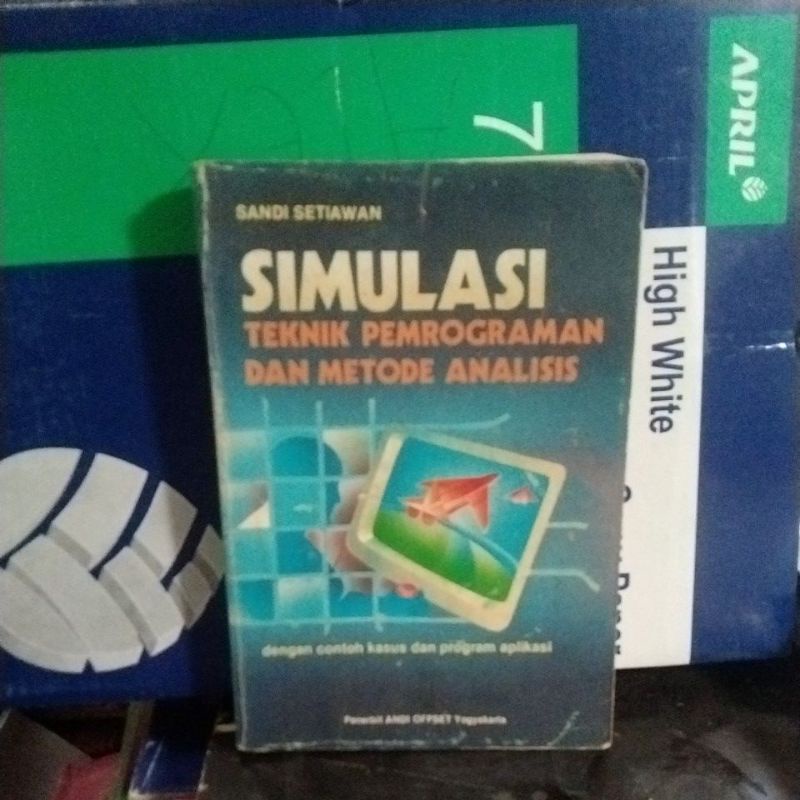 SANDI SETIAWAN
SIMULASI
TEKNIK PEMROGRAMAN
DAN METODE ANALISIS
dengan contoh kasus dan program aplikasi
Penerbit ANDI OFFSET Yogyakarta
7
APRIL
High White
Paper